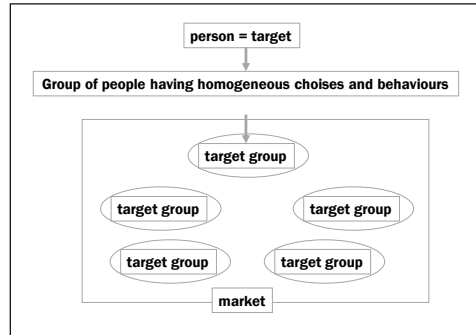 person = target
Group of people having homogeneous choises and behaviours
target group
target group
target group
target group
target group
market